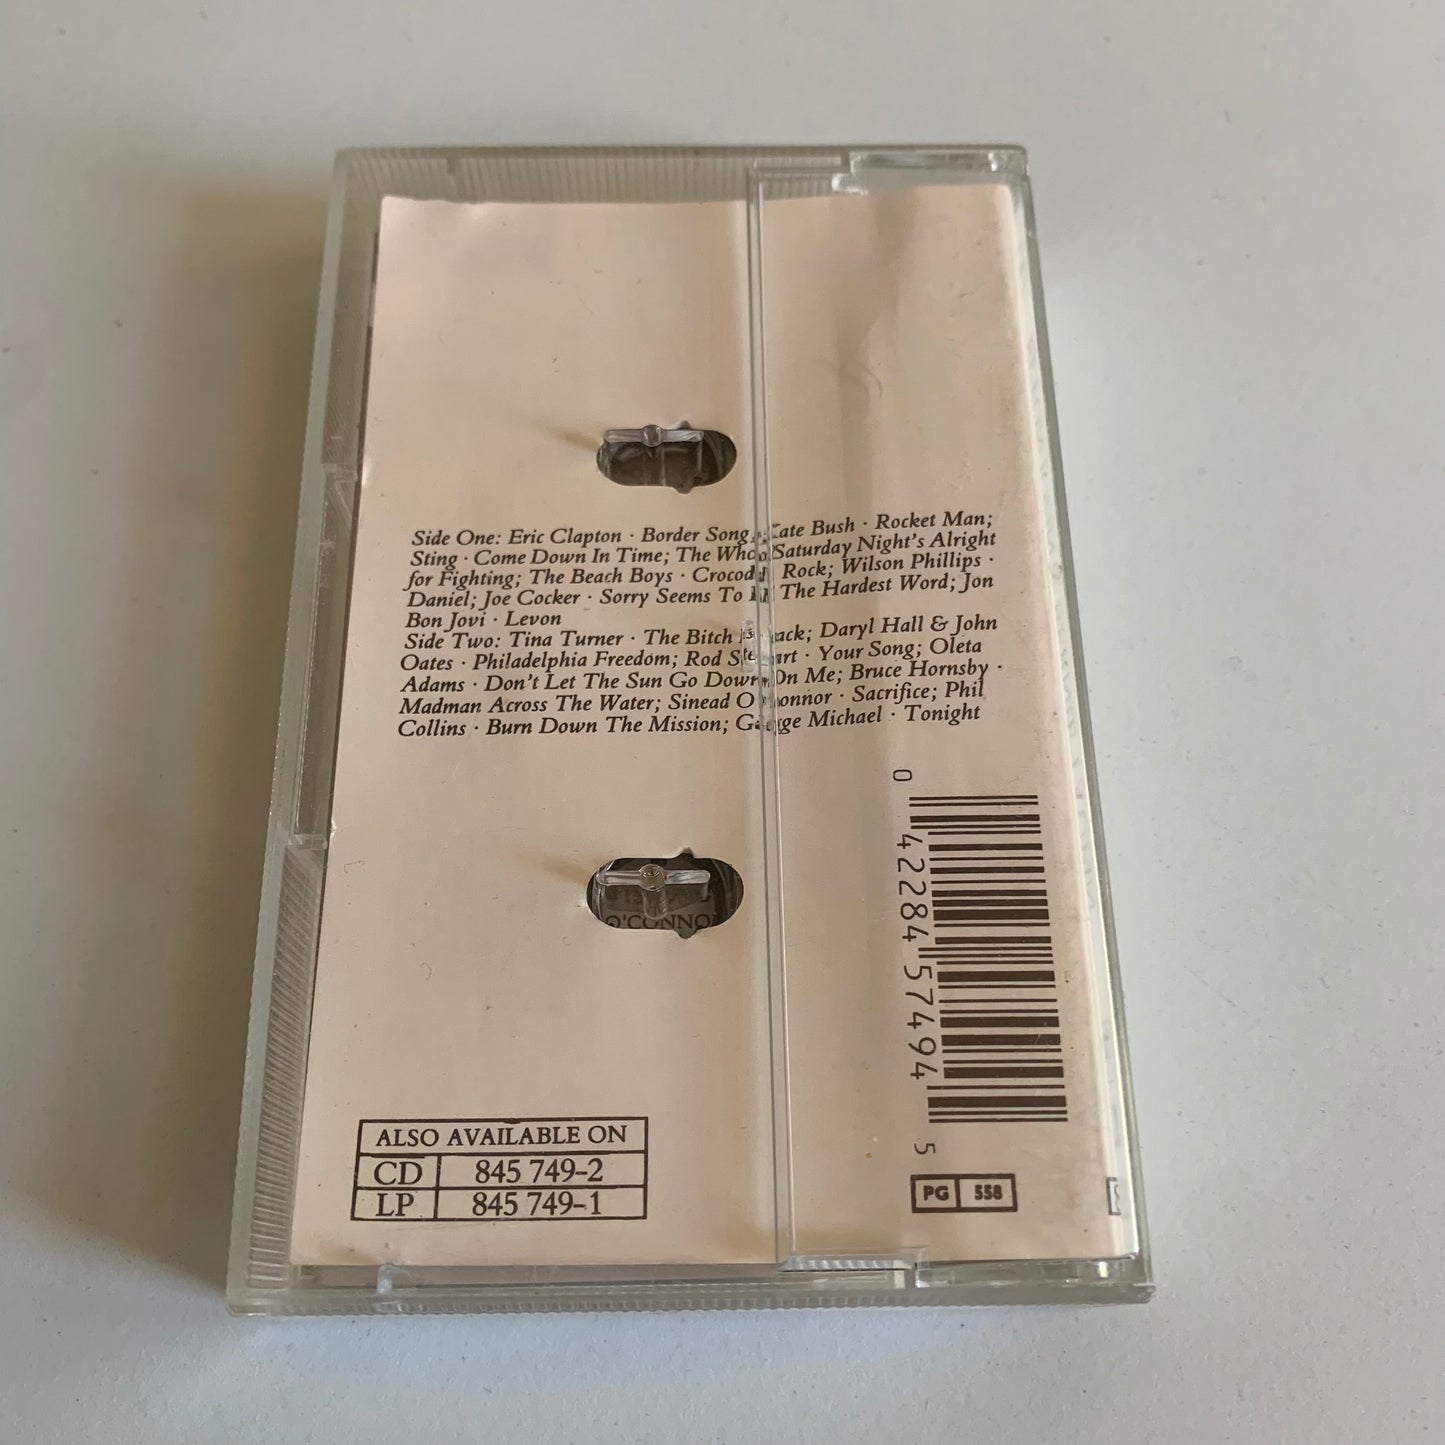 Side One: Eric Clapton · Border Song; Kate Bush · Rocket Man;
Sting · Come Down In Time; The Who · Saturday Night's Alright
for Fighting; The Beach Boys · Crocodile Rock; Wilson Phillips ·
Daniel; Joe Cocker · Sorry Seems To Be The Hardest Word; Jon
Bon Jovi · Levon
Side Two: Tina Turner · The Bitch Is Back; Daryl Hall & John
Oates · Philadelphia Freedom; Rod Stewart · Your Song; Oleta
Adams · Don't Let The Sun Go Down On Me; Bruce Hornsby ·
Madman Across The Water; Sinead O'Connor · Sacrifice; Phil
Collins · Burn Down The Mission; George Michael · Tonight
O'CONNO
0 42284 57494 5
ALSO AVAILABLE ON
CD 845 749-2
LP 845 749-1
PG 558